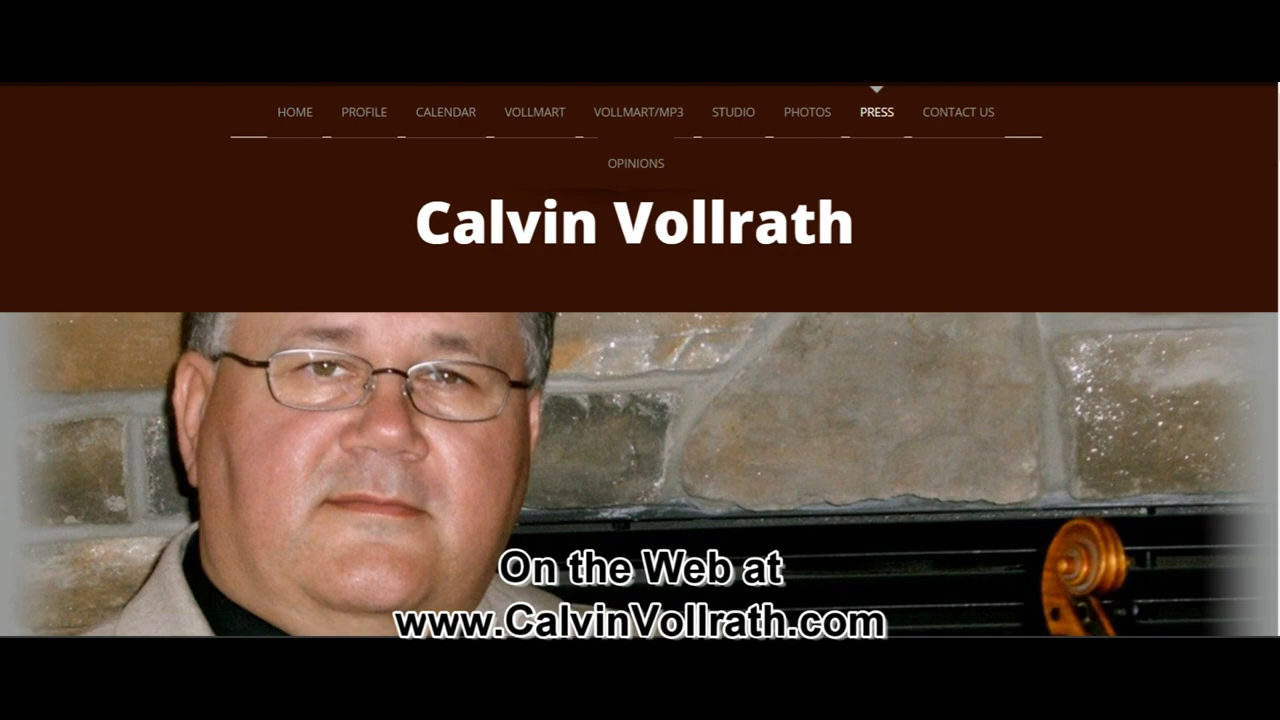 HOME PROFILE CALENDAR VOLLMART VOLLMART/MP3 STUDIO PHOTOS PRESS CONTACT US
OPINIONS
Calvin Vollrath
On the Web at
www.CalvinVollrath.com